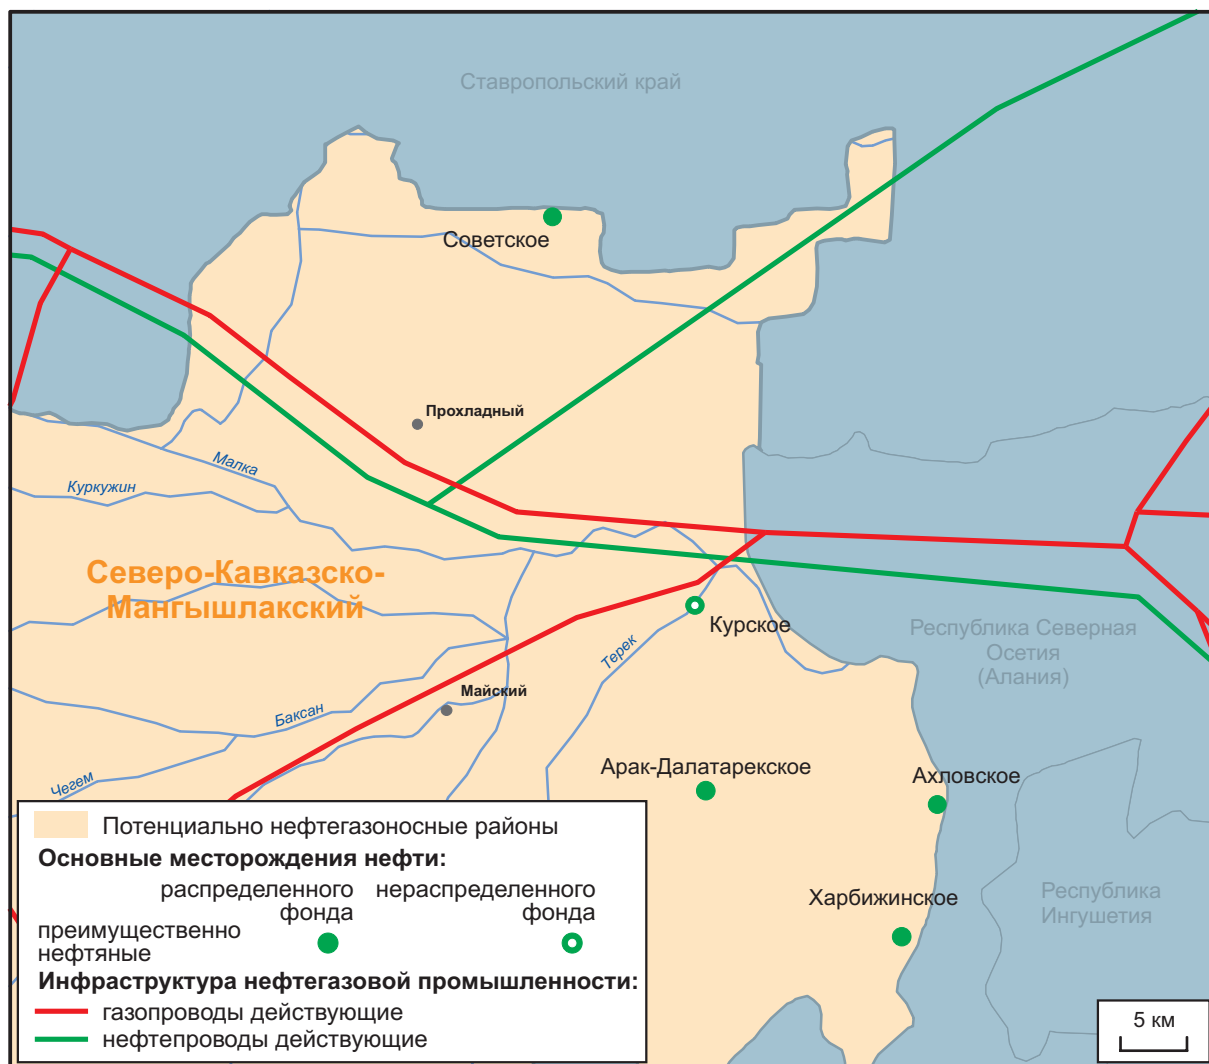 Ставропольский край
Советское
Прохладный
Малка
Куркужин
Северо-Кавказско-
Мангышлакский
Курское
Республика Северная
Осетия
(Алания)
Терек
Майский
Баксан
Чегем
Арак-Далатарекское
Ахловское
Харбижинское
Республика
Ингушетия
Потенциально нефтегазоносные районы
Основные месторождения нефти:
распределенного нераспределенного
фонда фонда
преимущественно
нефтяные
Инфраструктура нефтегазовой промышленности:
газопроводы действующие
нефтепроводы действующие
5 км